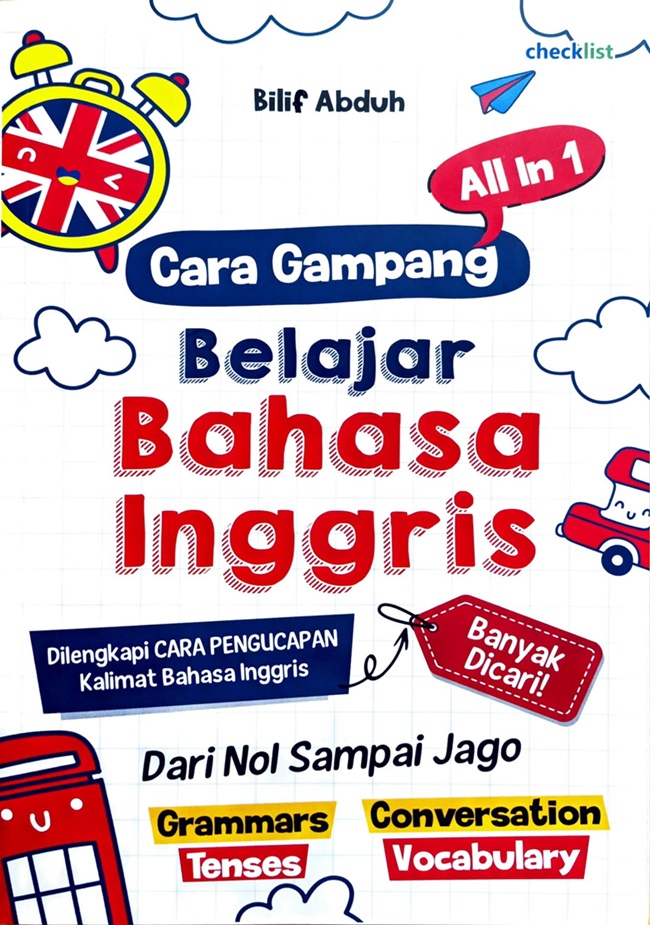 checklist
Bilif Abduh
All In 1
Cara Gampang
Belajar
Bahasa
Inggris
Dilengkapi CARA PENGUCAPAN
Kalimat Bahasa Inggris
Banyak
Dicari!
Dari Nol Sampai Jago
Grammars
Conversation
Tenses
Vocabulary